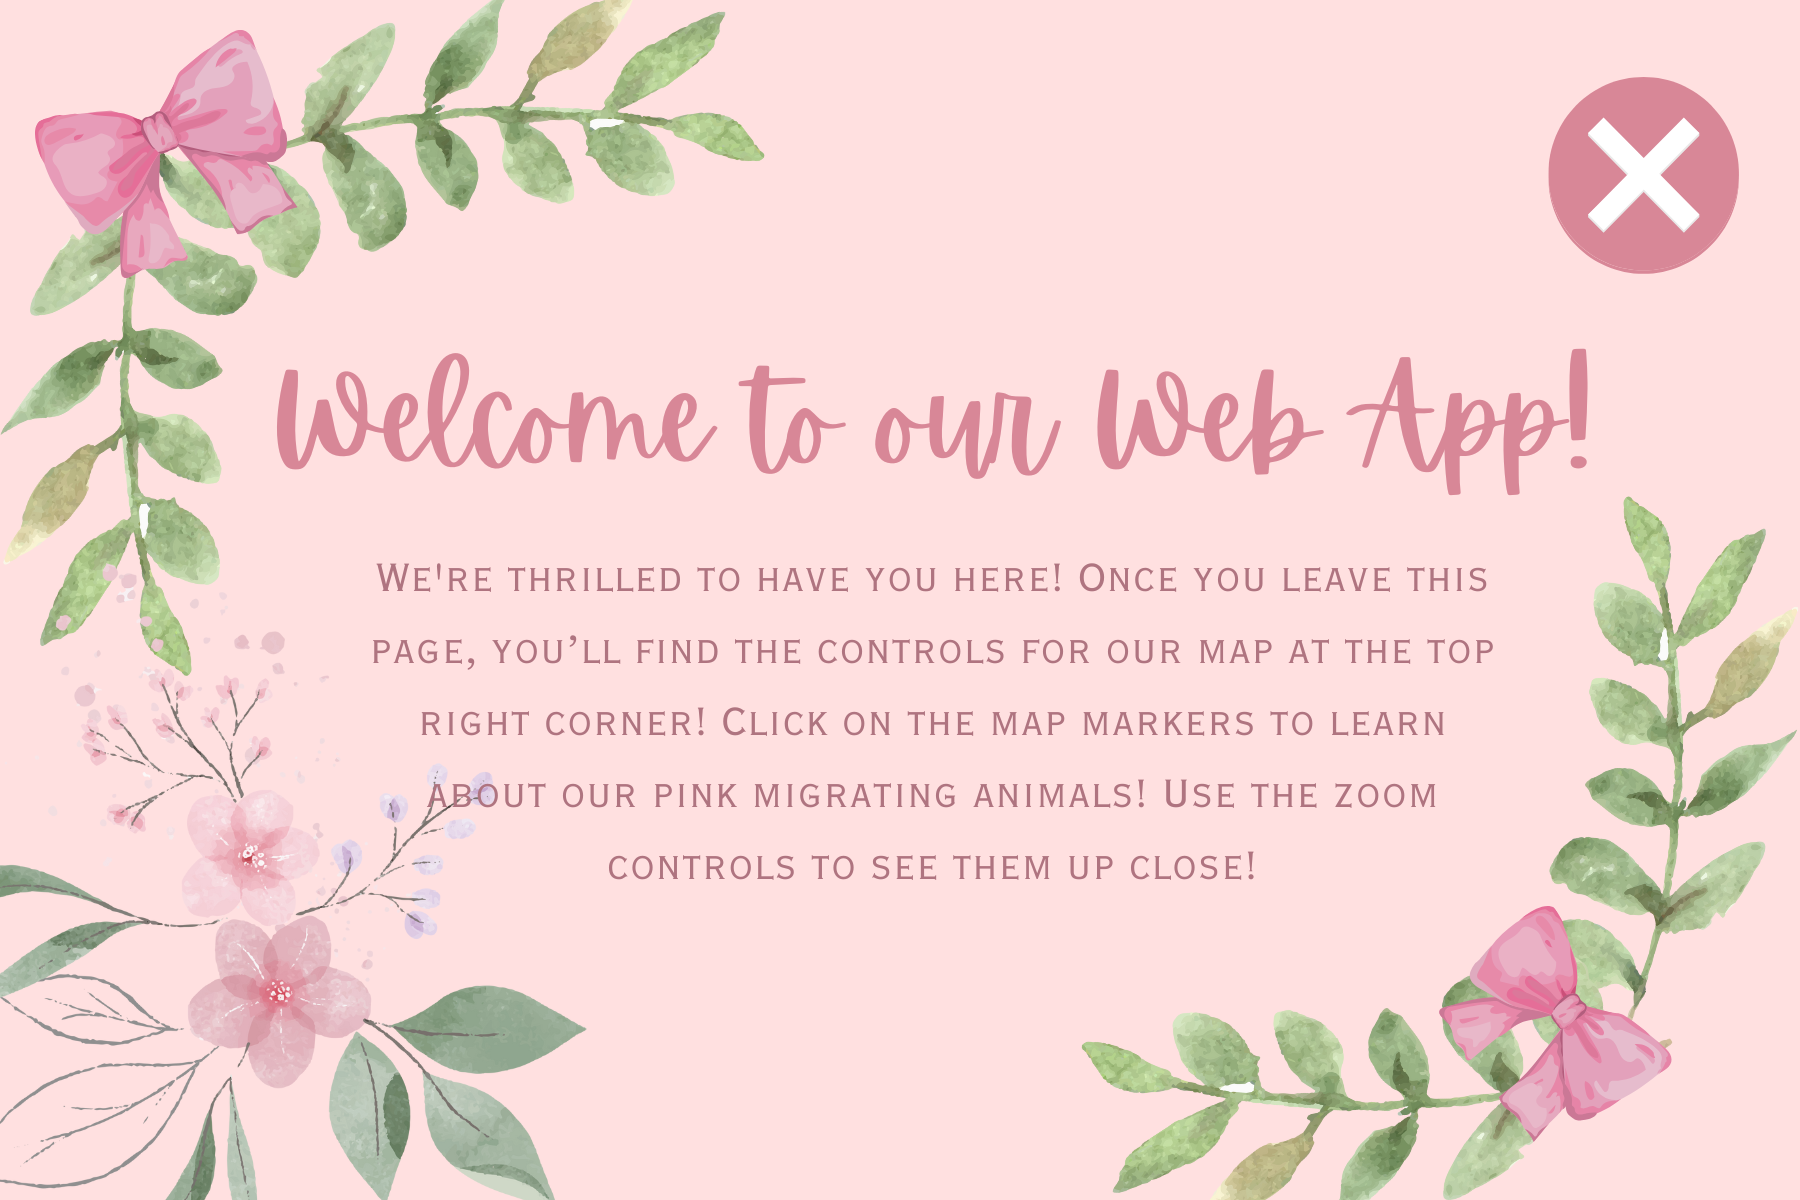 Welcome to our Web App!
We're thrilled to have you here! Once you leave this
page, you’ll find the controls for our map at the top
right corner! Click on the map markers to learn
about our pink migrating animals! Use the zoom
controls to see them up close!